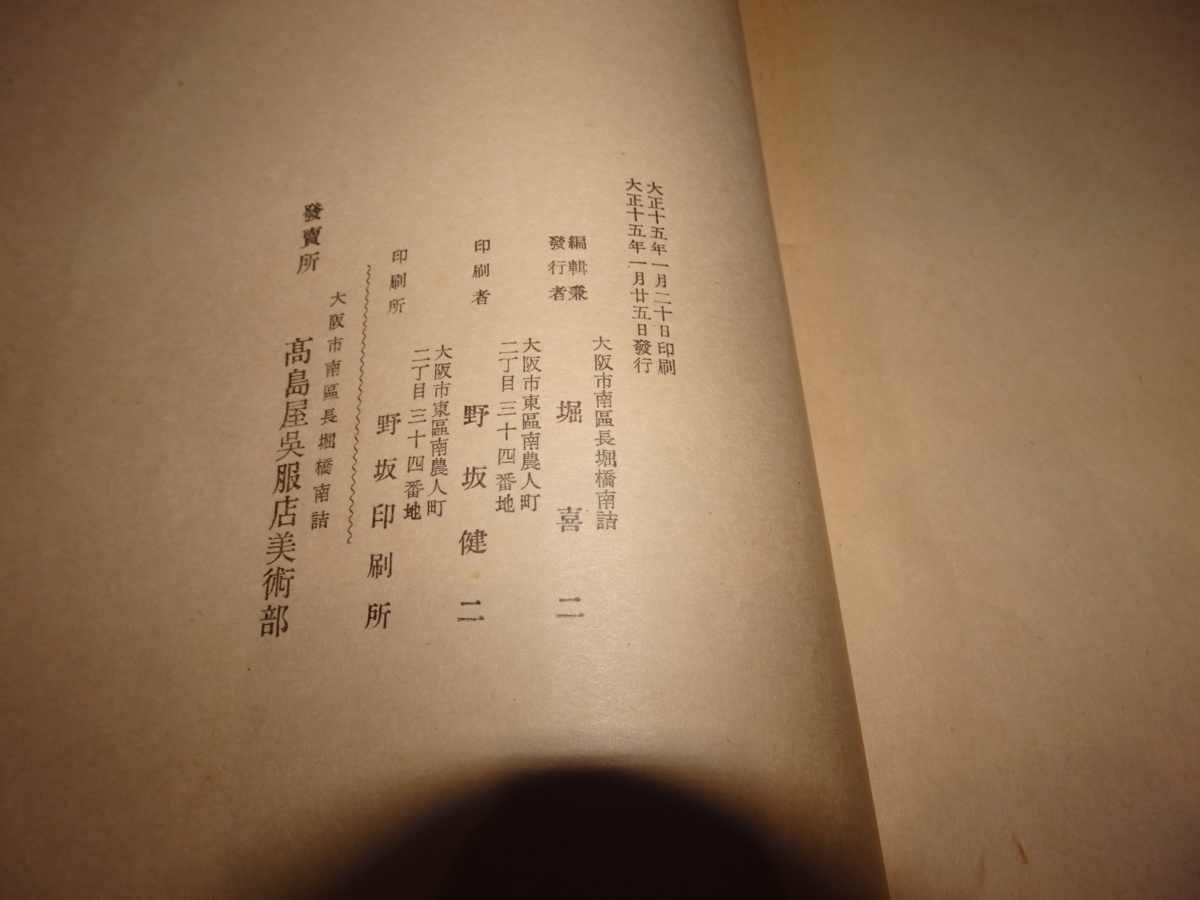 大正十五年一月二十日印刷
大正十五年一月廿五日發行
大阪市南區長堀橋南詰
編輯兼
發行者
堀喜二
大阪市東區南農人町
二丁目三十四番地
印刷者
野坂健二
大阪市東區南農人町
二丁目三十四番地
印刷所
野坂印刷所
大阪市南區長堀橋南詰
發賣所
髙島屋吳服店美術部